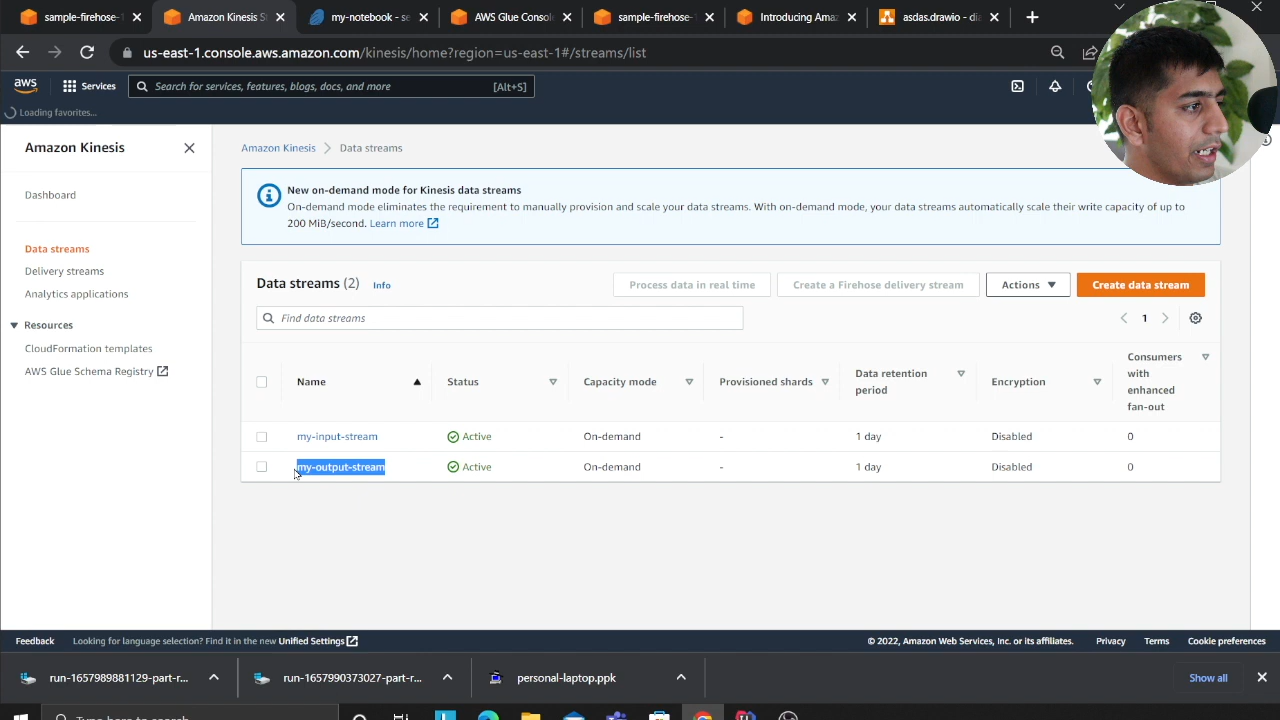 sample-firehose-
Amazon Kinesis S
my-notebook - se
AWS Glue Conso
sample-firehose-1
Introducing Amaz
asdas.drawio - dia
us-east-1.console.aws.amazon.com/kinesis/home?region=us-east-1#/streams/list
aws
Services
Search for services, features, blogs, docs, and more
[Alt+S]
Loading favorites...
Amazon Kinesis
Dashboard
Data streams
Delivery streams
Analytics applications
Resources
CloudFormation templates
AWS Glue Schema Registry
Amazon Kinesis
Data streams
New on-demand mode for Kinesis data streams
On-demand mode eliminates the requirement to manually provision and scale your data streams. With on-demand mode, your data streams automatically scale their write capacity of up to
200 MiB/second. Learn more
Data streams (2) Info
Process data in real time
Create a Firehose delivery stream
Actions
Create data stream
Find data streams
1
Name
Status
Capacity mode
Provisioned shards
Data retention
period
Encryption
Consumers
with
enhanced
fan-out
my-input-stream Active On-demand - 1 day Disabled 0
my-output-stream Active On-demand - 1 day Disabled 0
Feedback
Looking for language selection? Find it in the new Unified Settings
© 2022, Amazon Web Services, Inc. or its affiliates.
Privacy
Terms
Cookie preferences
run-1657989881129-part-r...
run-1657990373027-part-r...
personal-laptop.ppk
Show all
Type here to search